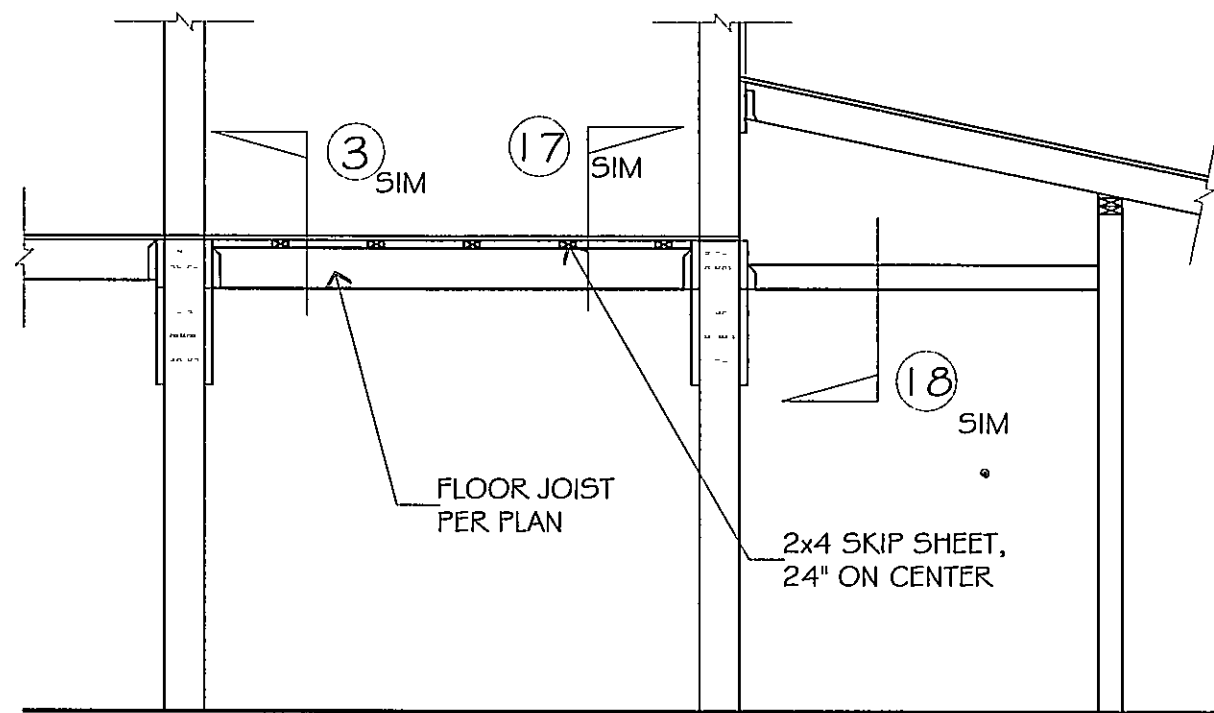 3
SIM
17
SIM
18
SIM
FLOOR JOIST
PER PLAN
2x4 SKIP SHEET,
24" ON CENTER